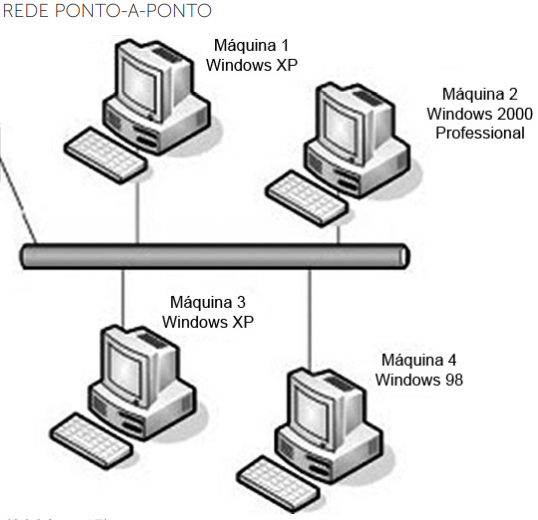 REDE PONTO-A-PONTO
Máquina 1
Windows XP
Máquina 2
Windows 2000
Professional
Máquina 3
Windows XP
Máquina 4
Windows 98